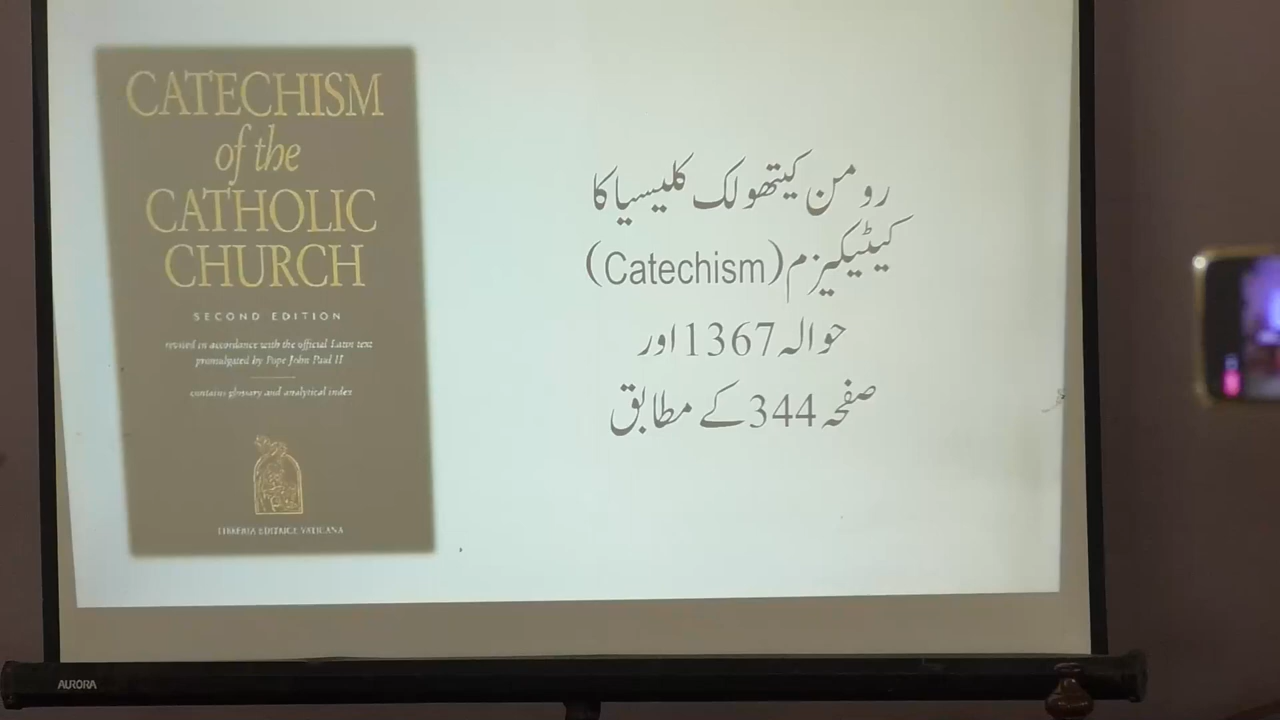 CATECHISM
of the
CATHOLIC
CHURCH
SECOND EDITION
revised in accordance with the official Latin text
promulgated by Pope John Paul II
contains glossary and analytical index
LIBRERIA EDITRICE VATICANA
رومن کیتھولک کلیسیا کا
کیٹیکیزم (Catechism)
حوالہ 1367 اور
صفحہ 344 کے مطابق
AURORA